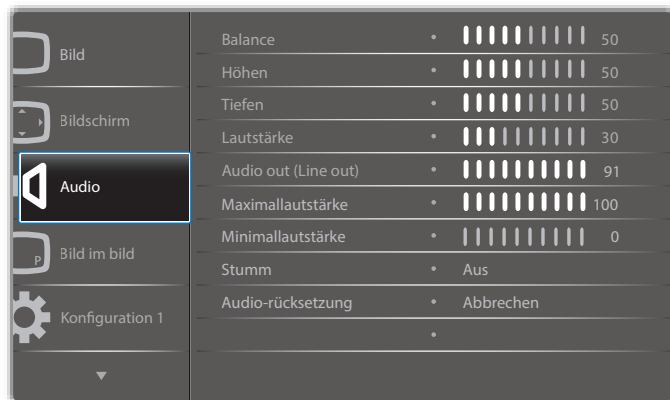 Bild
Bildschirm
Audio
P
Bild im bild
Konfiguration 1
Balance • 50
Höhen • 50
Tiefen • 50
Lautstärke • 30
Audio out (Line out) • 91
Maximallautstärke • 100
Minimallautstärke • 0
Stumm • Aus
Audio-rücksetzung • Abbrechen
•